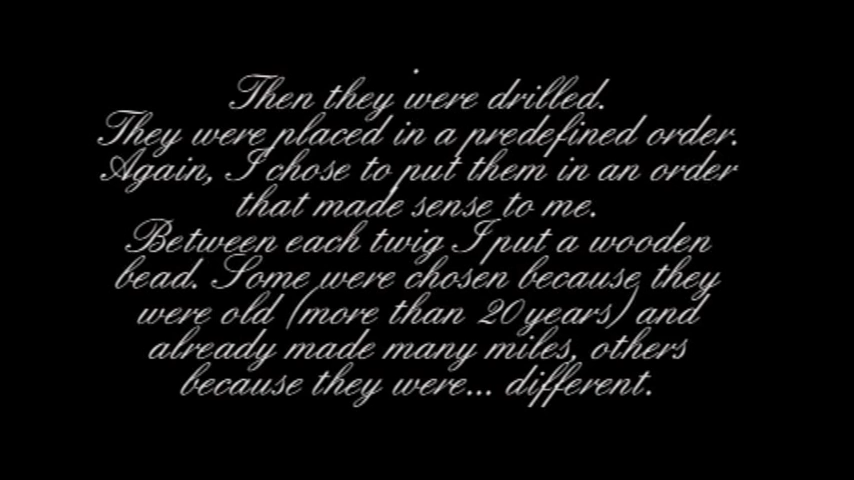 .
Then they were drilled.
They were placed in a predefined order.
Again, I chose to put them in an order
that made sense to me.
Between each twig I put a wooden
bead. Some were chosen because they
were old (more than 20 years) and
already made many miles, others
because they were... different.